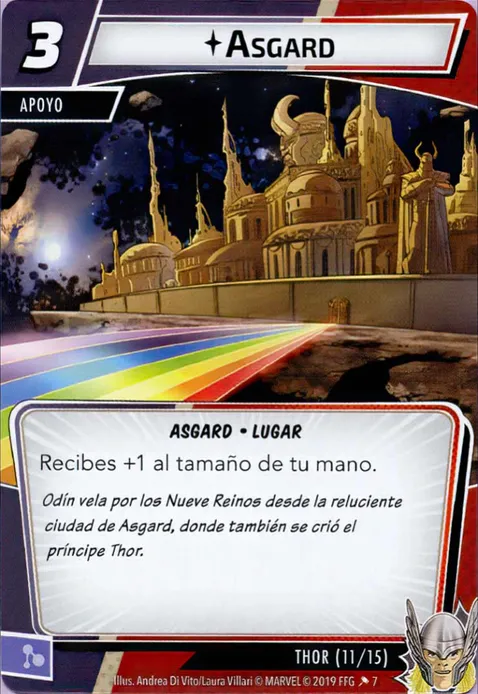 3
Asgard
APOYO
ASGARD • LUGAR
Recibes +1 al tamaño de tu mano.
Odín vela por los Nueve Reinos desde la reluciente
ciudad de Asgard, donde también se crió el
príncipe Thor.
THOR (11/15)
Illus. Andrea Di Vito/Laura Villari © MARVEL © 2019 FFG 7